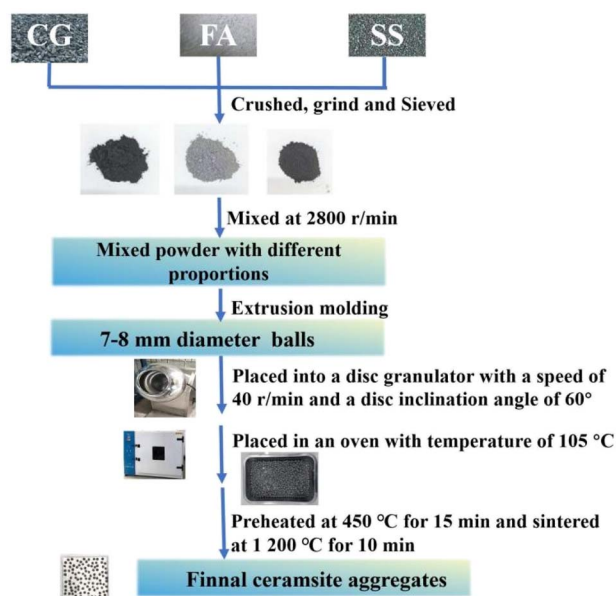 CG
FA
SS
Crushed, grind and Sieved
Mixed at 2800 r/min
Mixed powder with different
proportions
Extrusion molding
7-8 mm diameter balls
Placed into a disc granulator with a speed of
40 r/min and a disc inclination angle of 60°
Placed in an oven with temperature of 105 °C
Preheated at 450 °C for 15 min and sintered
at 1 200 °C for 10 min
Finnal ceramsite aggregates